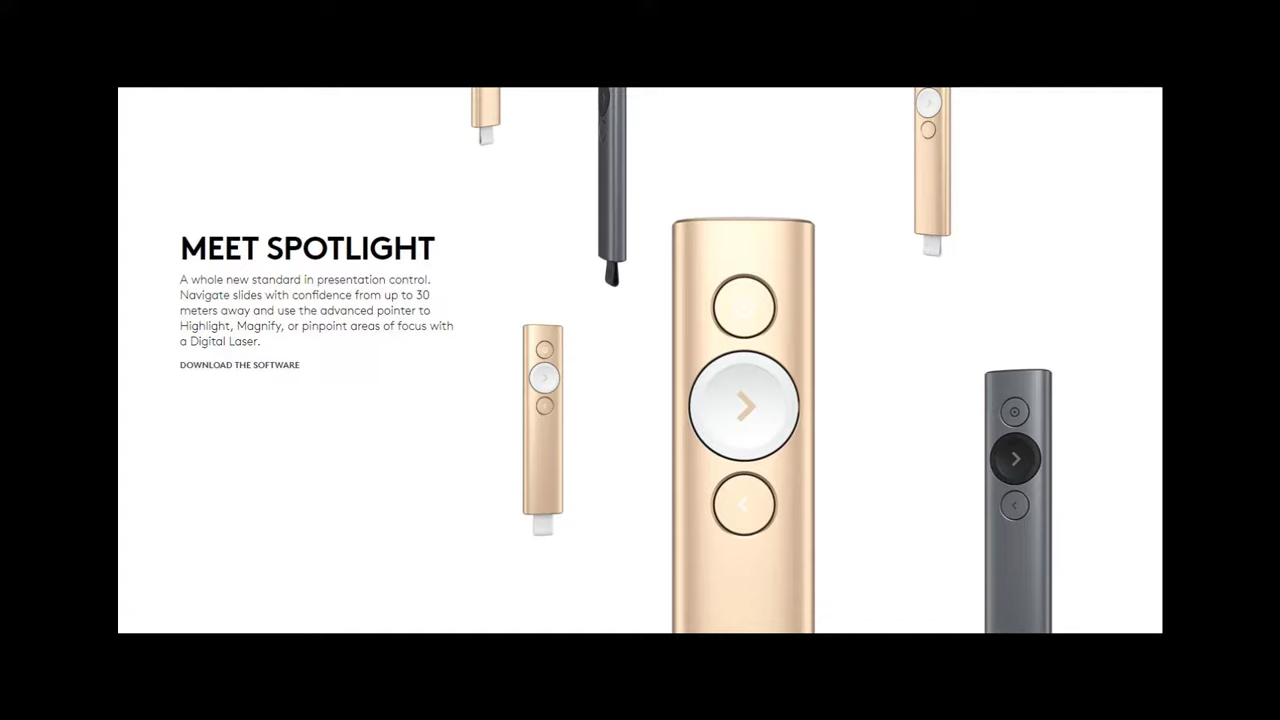 MEET SPOTLIGHT
A whole new standard in presentation control.
Navigate slides with confidence from up to 30
meters away and use the advanced pointer to
Highlight, Magnify, or pinpoint areas of focus with
a Digital Laser.
DOWNLOAD THE SOFTWARE